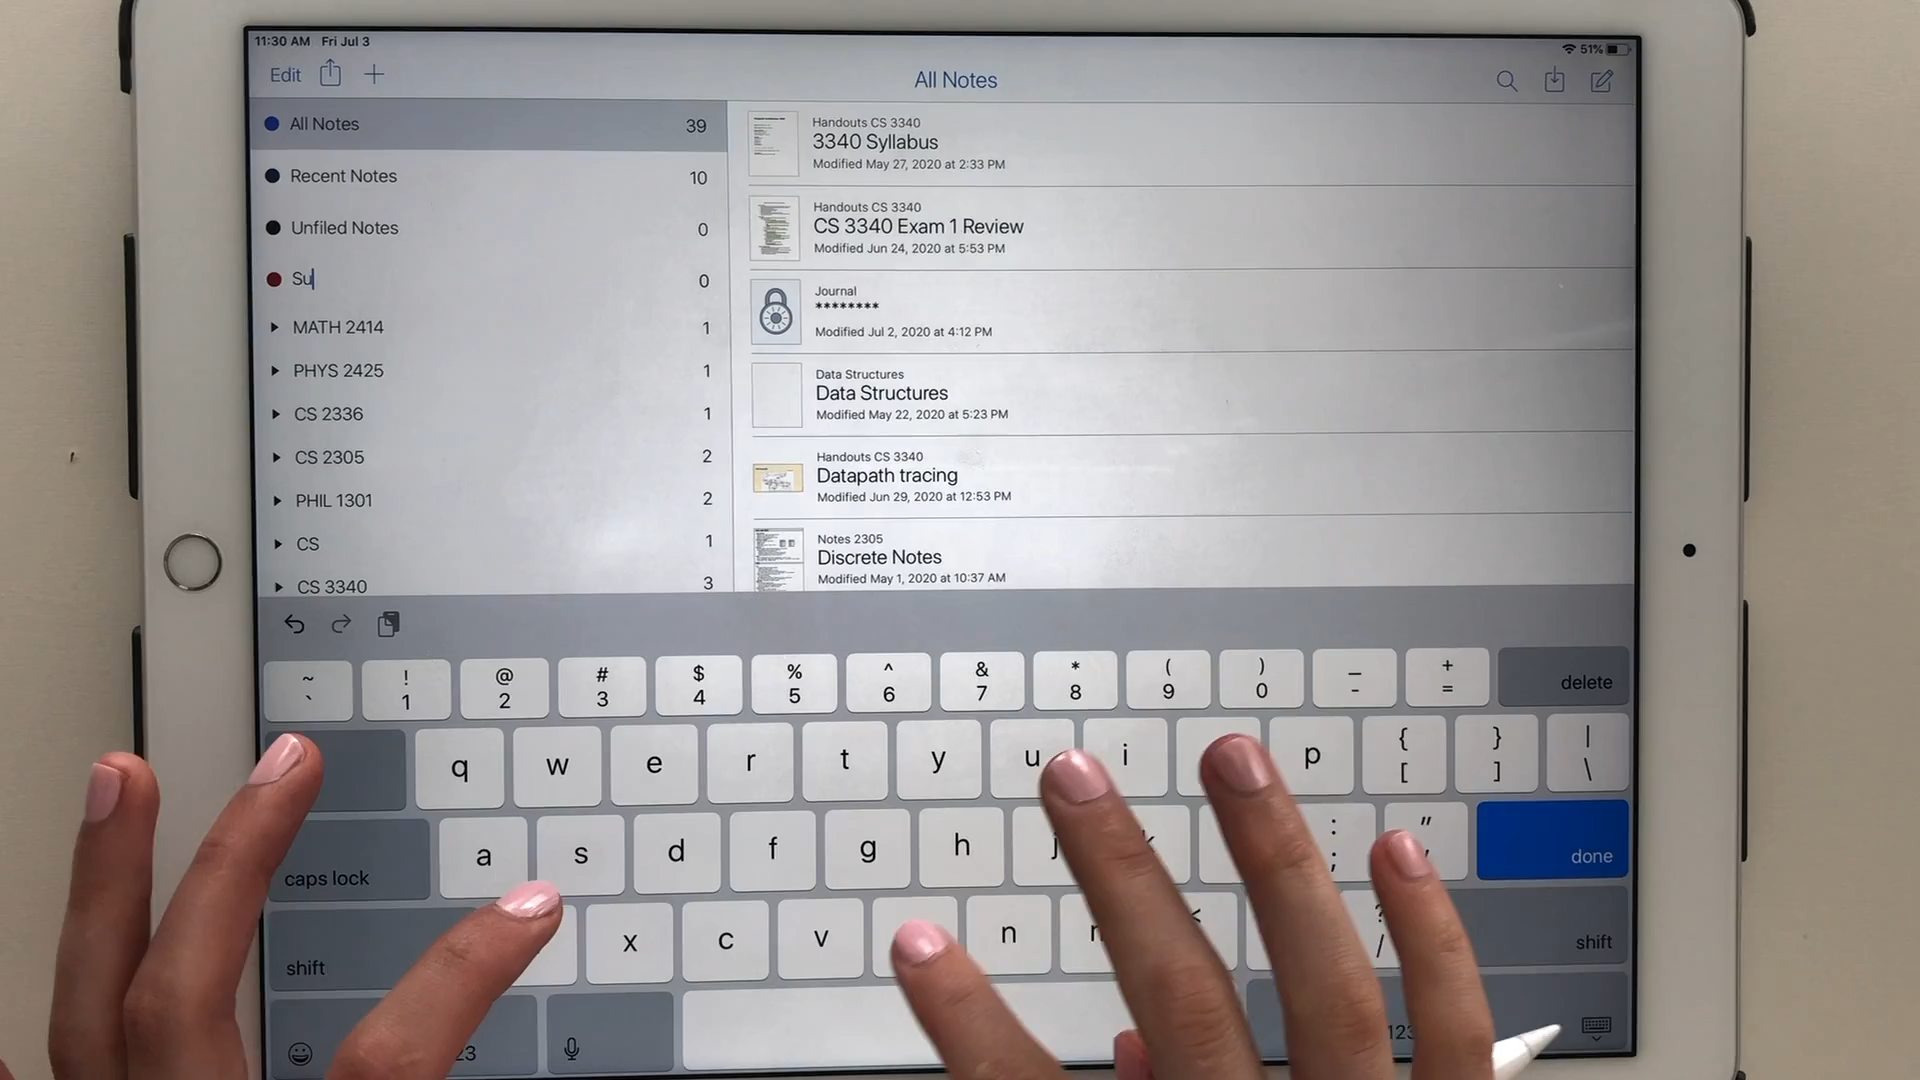 11:30 AM Fri Jul 3
51%
Edit
All Notes
All Notes 39
Recent Notes 10
Unfiled Notes 0
Su 0
MATH 2414 1
PHYS 2425 1
CS 2336 1
CS 2305 2
PHIL 1301 2
CS 1
CS 3340 3
Handouts CS 3340
3340 Syllabus
Modified May 27, 2020 at 2:33 PM
Handouts CS 3340
CS 3340 Exam 1 Review
Modified Jun 24, 2020 at 5:53 PM
Journal
********
Modified Jul 2, 2020 at 4:12 PM
Data Structures
Data Structures
Modified May 22, 2020 at 5:23 PM
Handouts CS 3340
Datapath tracing
Modified Jun 29, 2020 at 12:53 PM
Notes 2305
Discrete Notes
Modified May 1, 2020 at 10:37 AM
~ ! @ # $ % ^ & * ( ) _ +
` 1 2 3 4 5 6 7 8 9 0 - = delete
q w e r t y u i p { } |
[ ] \
caps lock a s d f g h j : " done
;
shift x c v n < ? shift
/
23 123